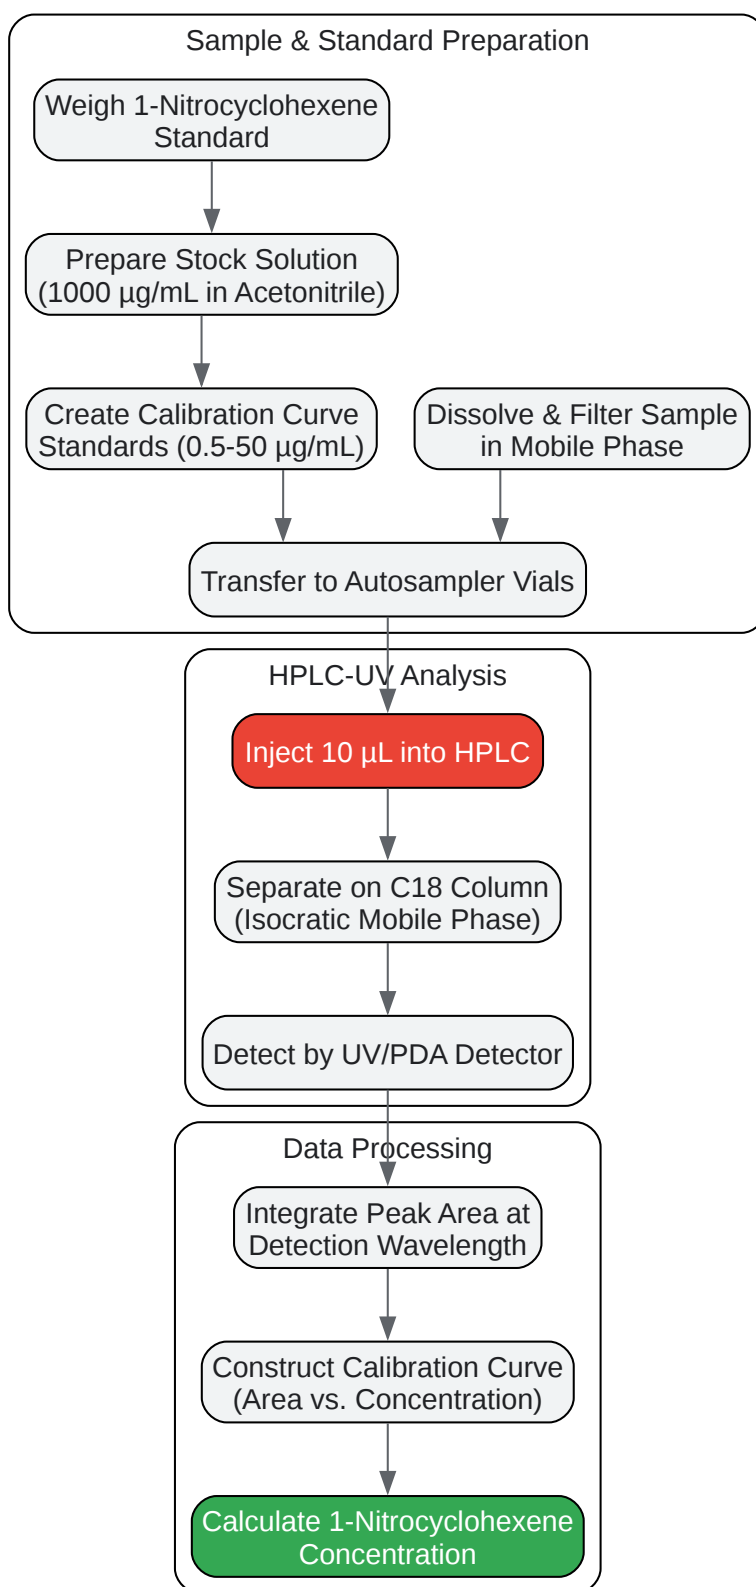 Sample & Standard Preparation
Weigh 1-Nitrocyclohexene
Standard
Prepare Stock Solution
(1000 µg/mL in Acetonitrile)
Create Calibration Curve
Standards (0.5-50 µg/mL)
Dissolve & Filter Sample
in Mobile Phase
Transfer to Autosampler Vials
HPLC-UV Analysis
Inject 10 µL into HPLC
Separate on C18 Column
(Isocratic Mobile Phase)
Detect by UV/PDA Detector
Data Processing
Integrate Peak Area at
Detection Wavelength
Construct Calibration Curve
(Area vs. Concentration)
Calculate 1-Nitrocyclohexene
Concentration